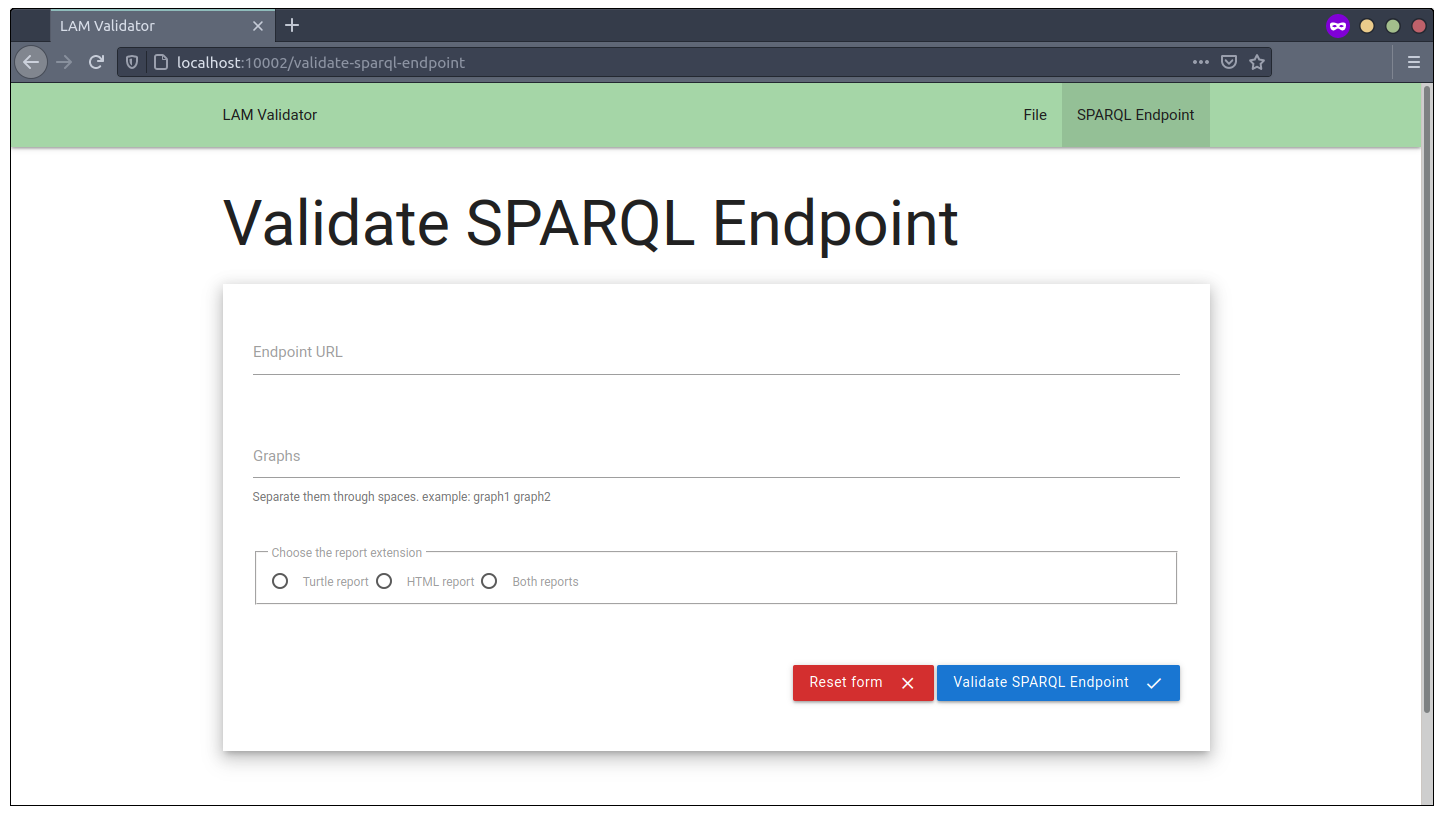 LAM Validator
localhost:10002/validate-sparql-endpoint
LAM Validator File SPARQL Endpoint
Validate SPARQL Endpoint
Endpoint URL
Graphs
Separate them through spaces. example: graph1 graph2
Choose the report extension
Turtle report HTML report Both reports
Reset form Validate SPARQL Endpoint